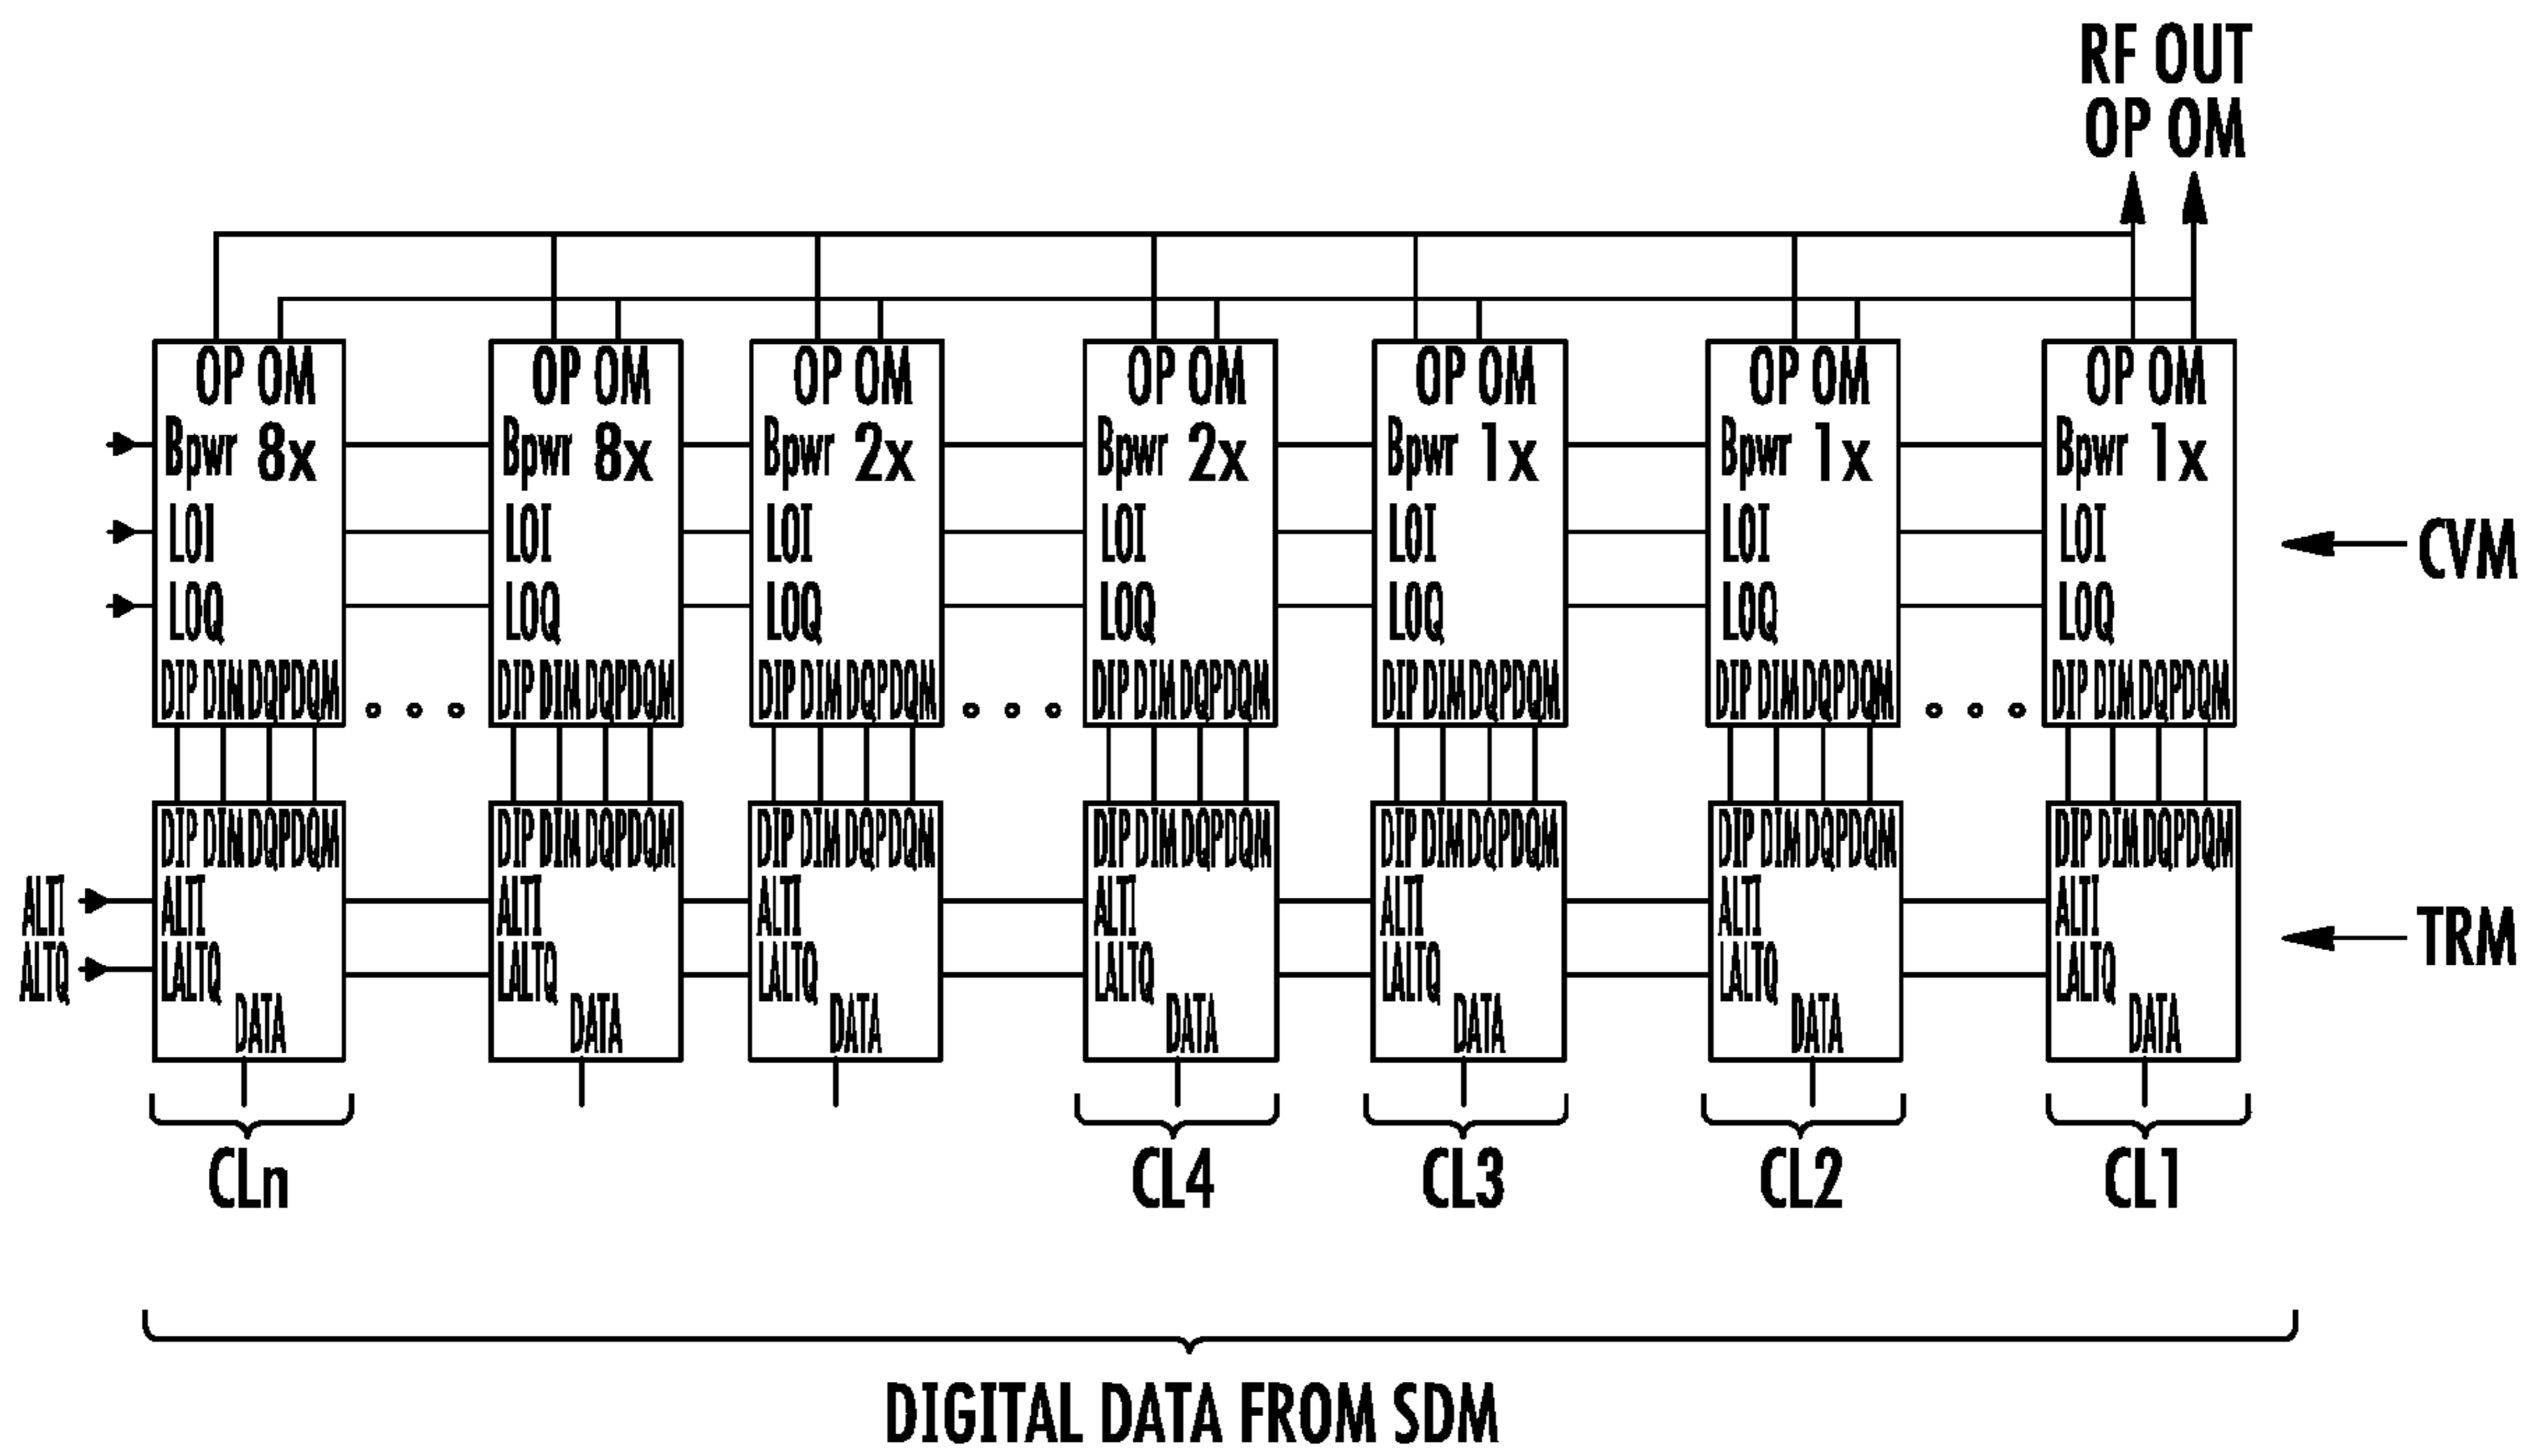 RF OUT
OP OM
OP OM OP OM OP OM OP OM OP OM OP OM OP OM
Bpwr 8x Bpwr 8x Bpwr 2x Bpwr 2x Bpwr 1x Bpwr 1x Bpwr 1x
LOI LOI LOI LOI LOI LOI LOI CVM
LOQ LOQ LOQ LOQ LOQ LOQ LOQ
DIP DIM DQP DQM DIP DIM DQP DQM DIP DIM DQP DQM DIP DIM DQP DQM DIP DIM DQP DQM DIP DIM DQP DQM DIP DIM DQP DQM
DIP DIM DQP DQM DIP DIM DQP DQM DIP DIM DQP DQM DIP DIM DQP DQM DIP DIM DQP DQM DIP DIM DQP DQM DIP DIM DQP DQM
ALTI ALTI ALTI ALTI ALTI ALTI ALTI ALTI TRM
ALTQ LALTQ LALTQ LALTQ LALTQ LALTQ LALTQ LALTQ
DATA DATA DATA DATA DATA DATA DATA
CLn CL4 CL3 CL2 CL1
DIGITAL DATA FROM SDM